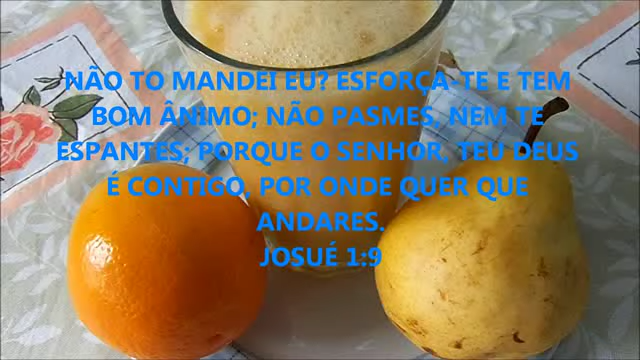 NÃO TO MANDEI EU? ESFORÇA-TE E TEM
BOM ÂNIMO; NÃO PASMES, NEM TE
ESPANTES; PORQUE O SENHOR, TEU DEUS
É CONTIGO, POR ONDE QUER QUE
ANDARES.
JOSUÉ 1:9